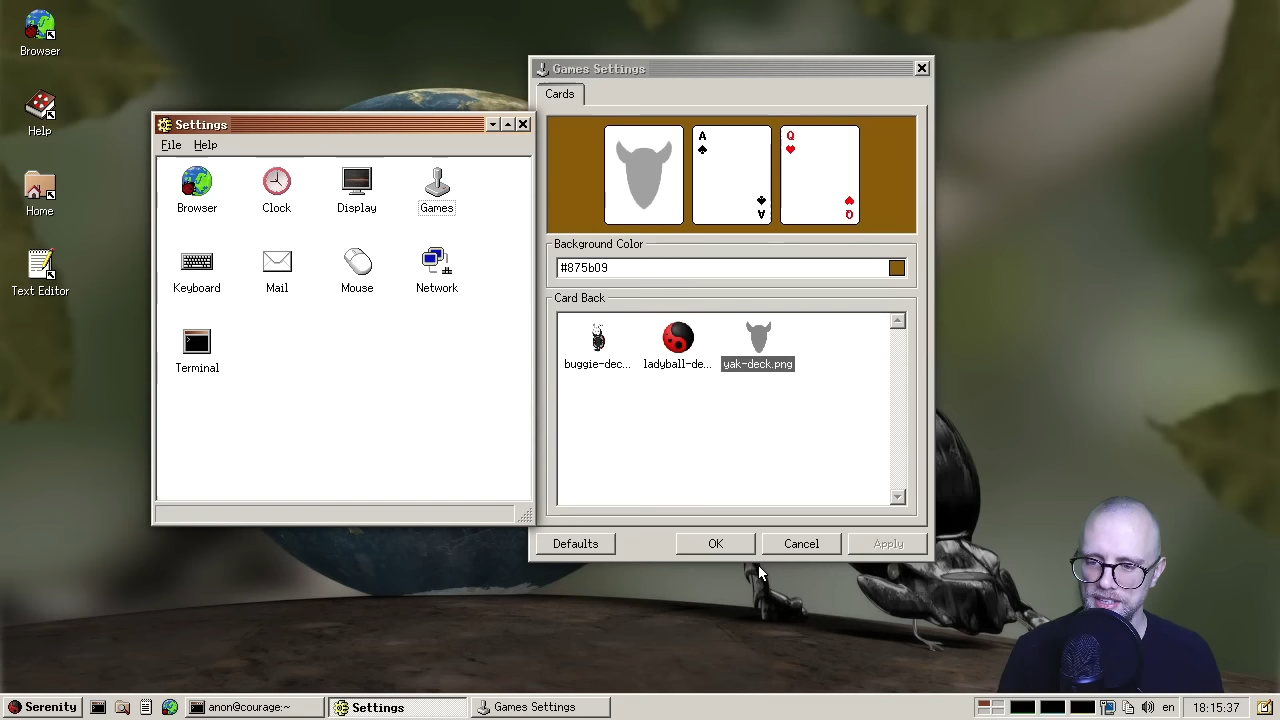 Browser
Help
Home
Text Editor
Settings
File Help
Browser Clock Display Games
Keyboard Mail Mouse Network
Terminal
Games Settings
Cards
A
A
Q
Q
Background Color
#875b09
Card Back
buggie-dec... ladyball-de... yak-deck.png
Defaults OK Cancel Apply
Serenity anon@courage:~ Settings Games Settings en 18:15:37